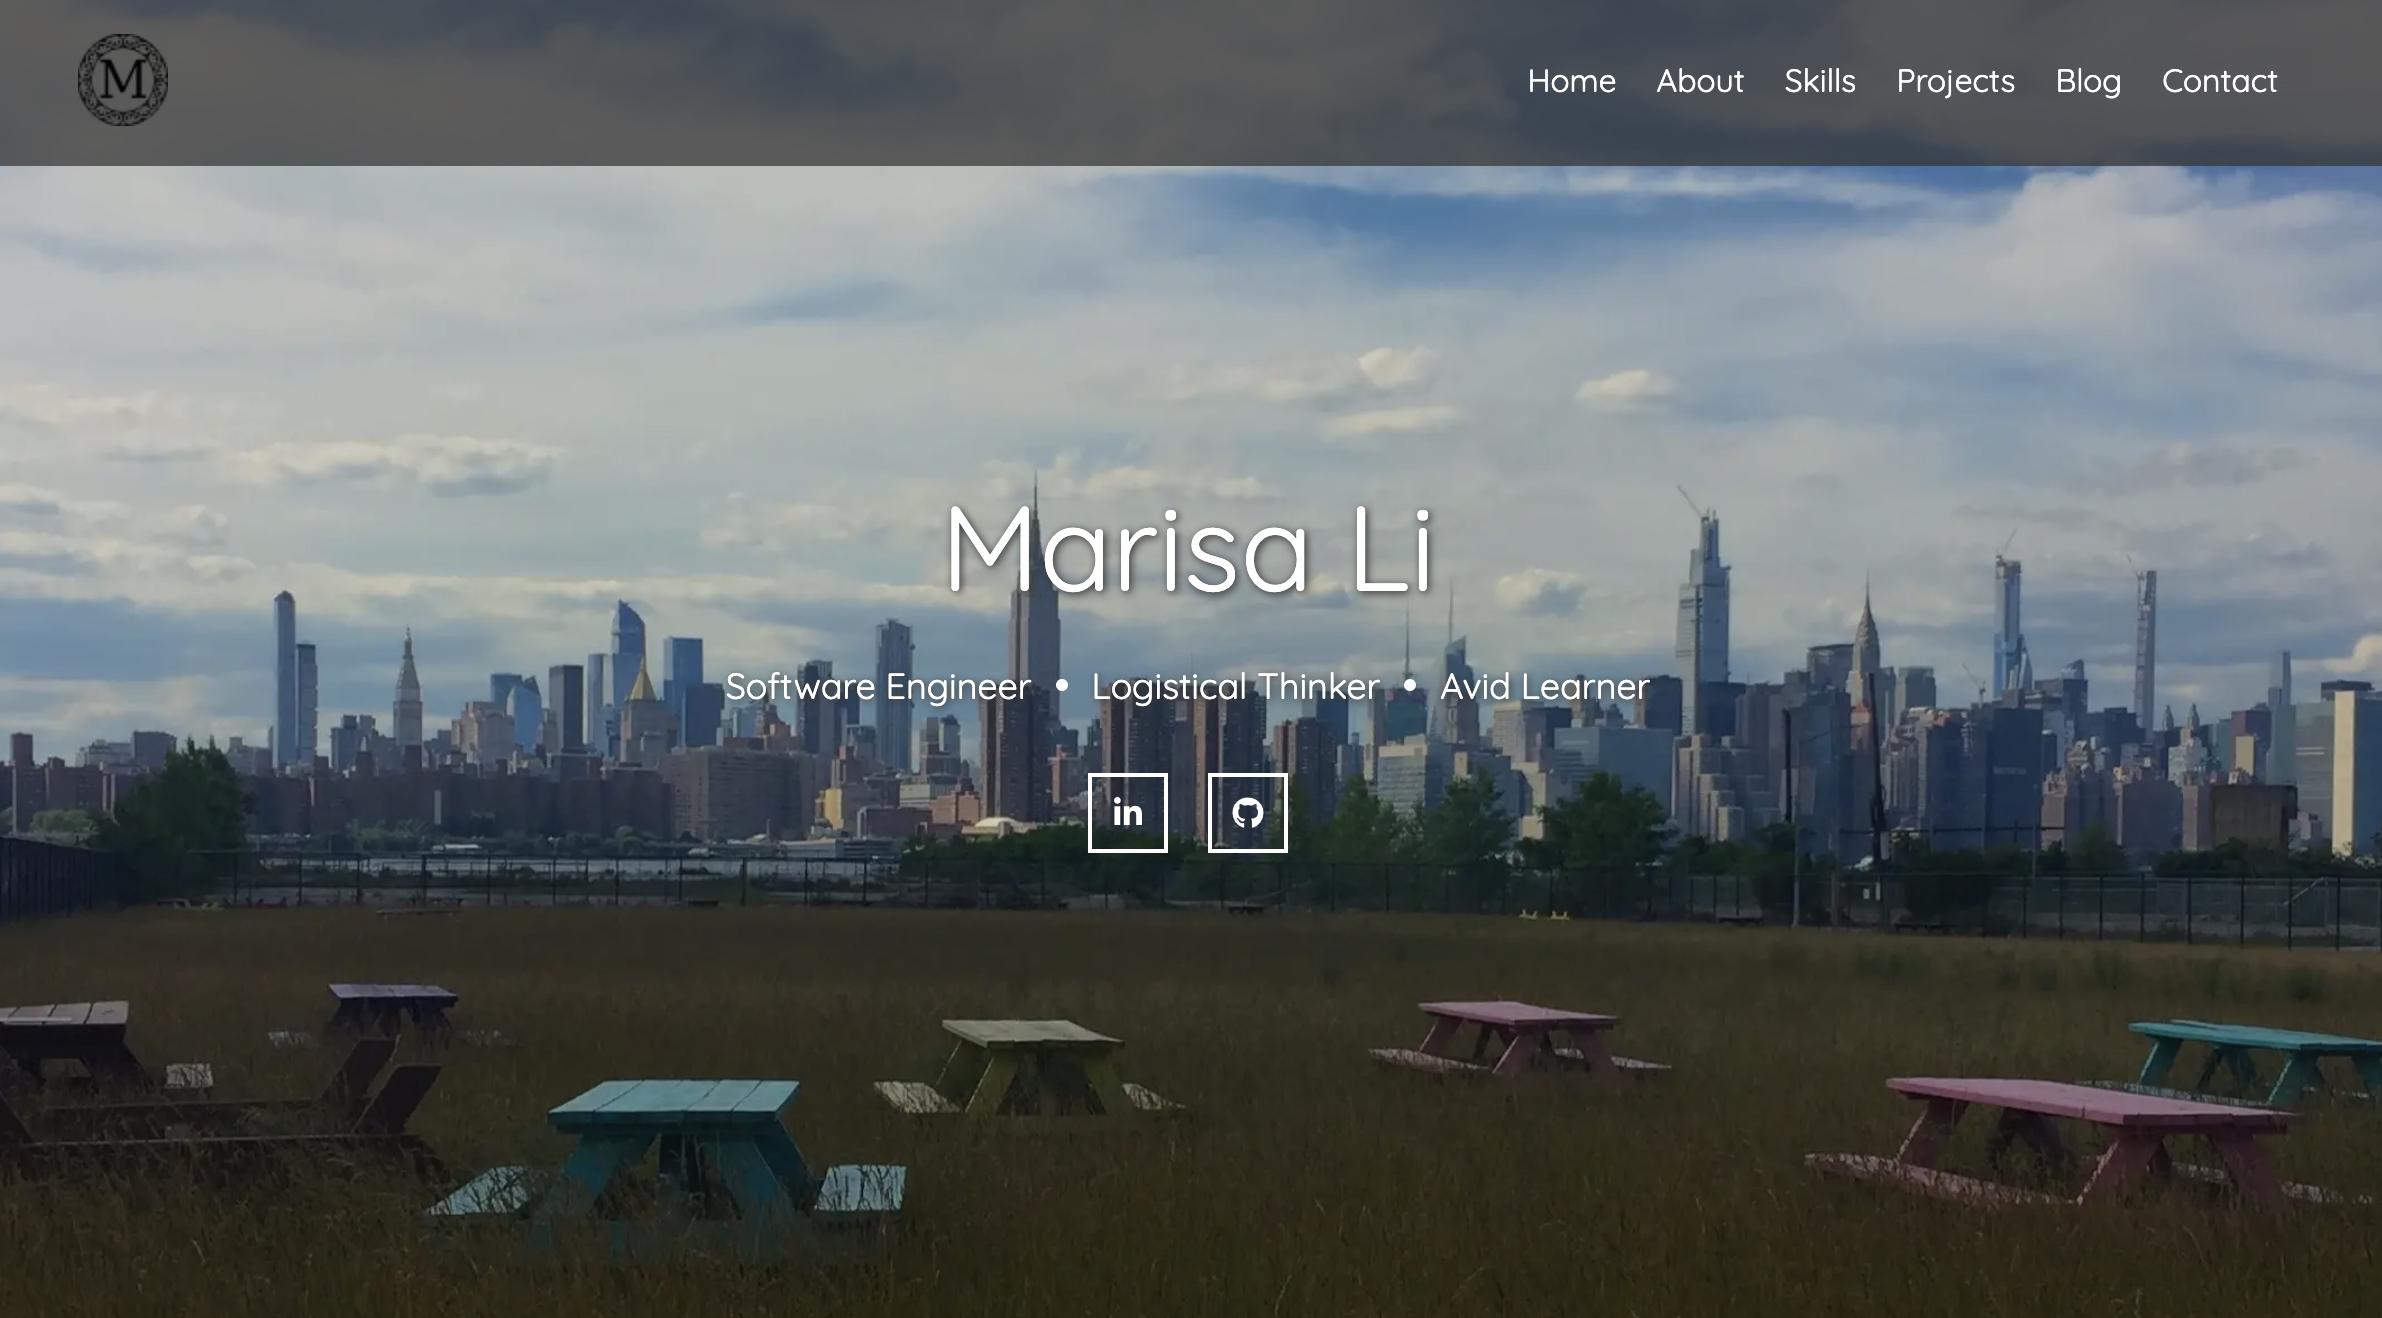 M
Home About Skills Projects Blog Contact
Marisa Li
Software Engineer • Logistical Thinker • Avid Learner
in